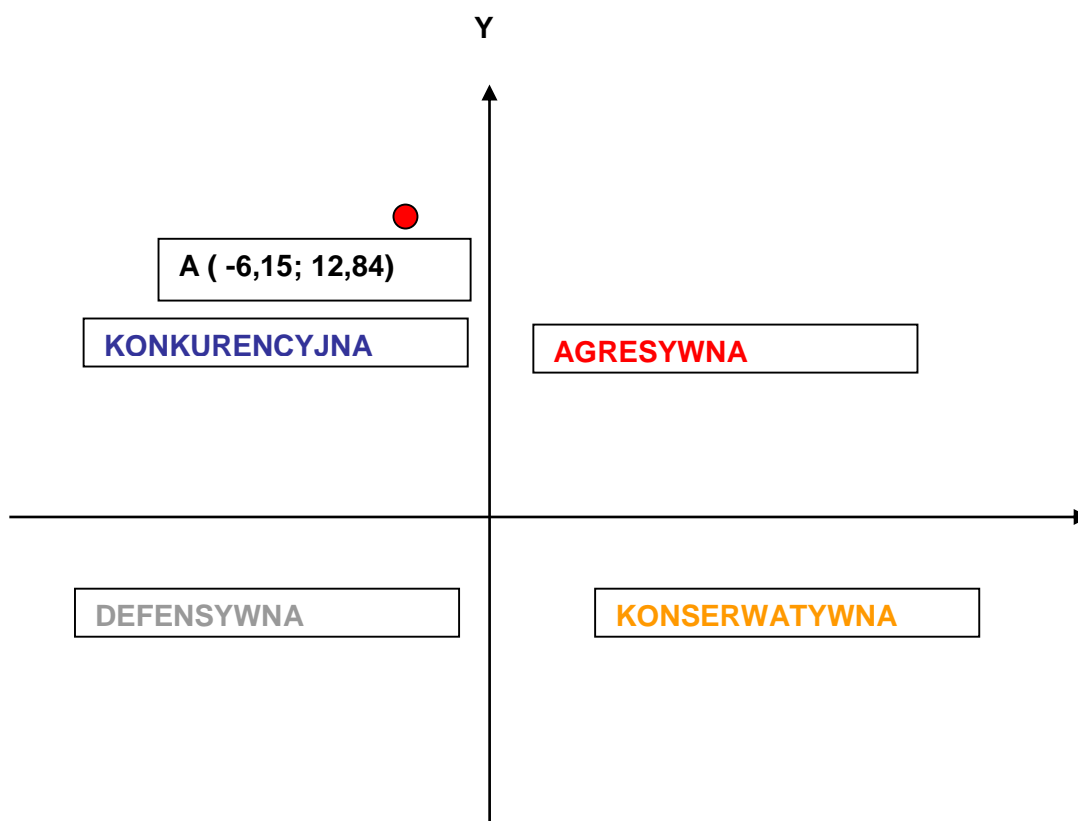 Y
A ( -6,15; 12,84)
KONKURENCYJNA
AGRESYWNA
DEFENSYWNA
KONSERWATYWNA